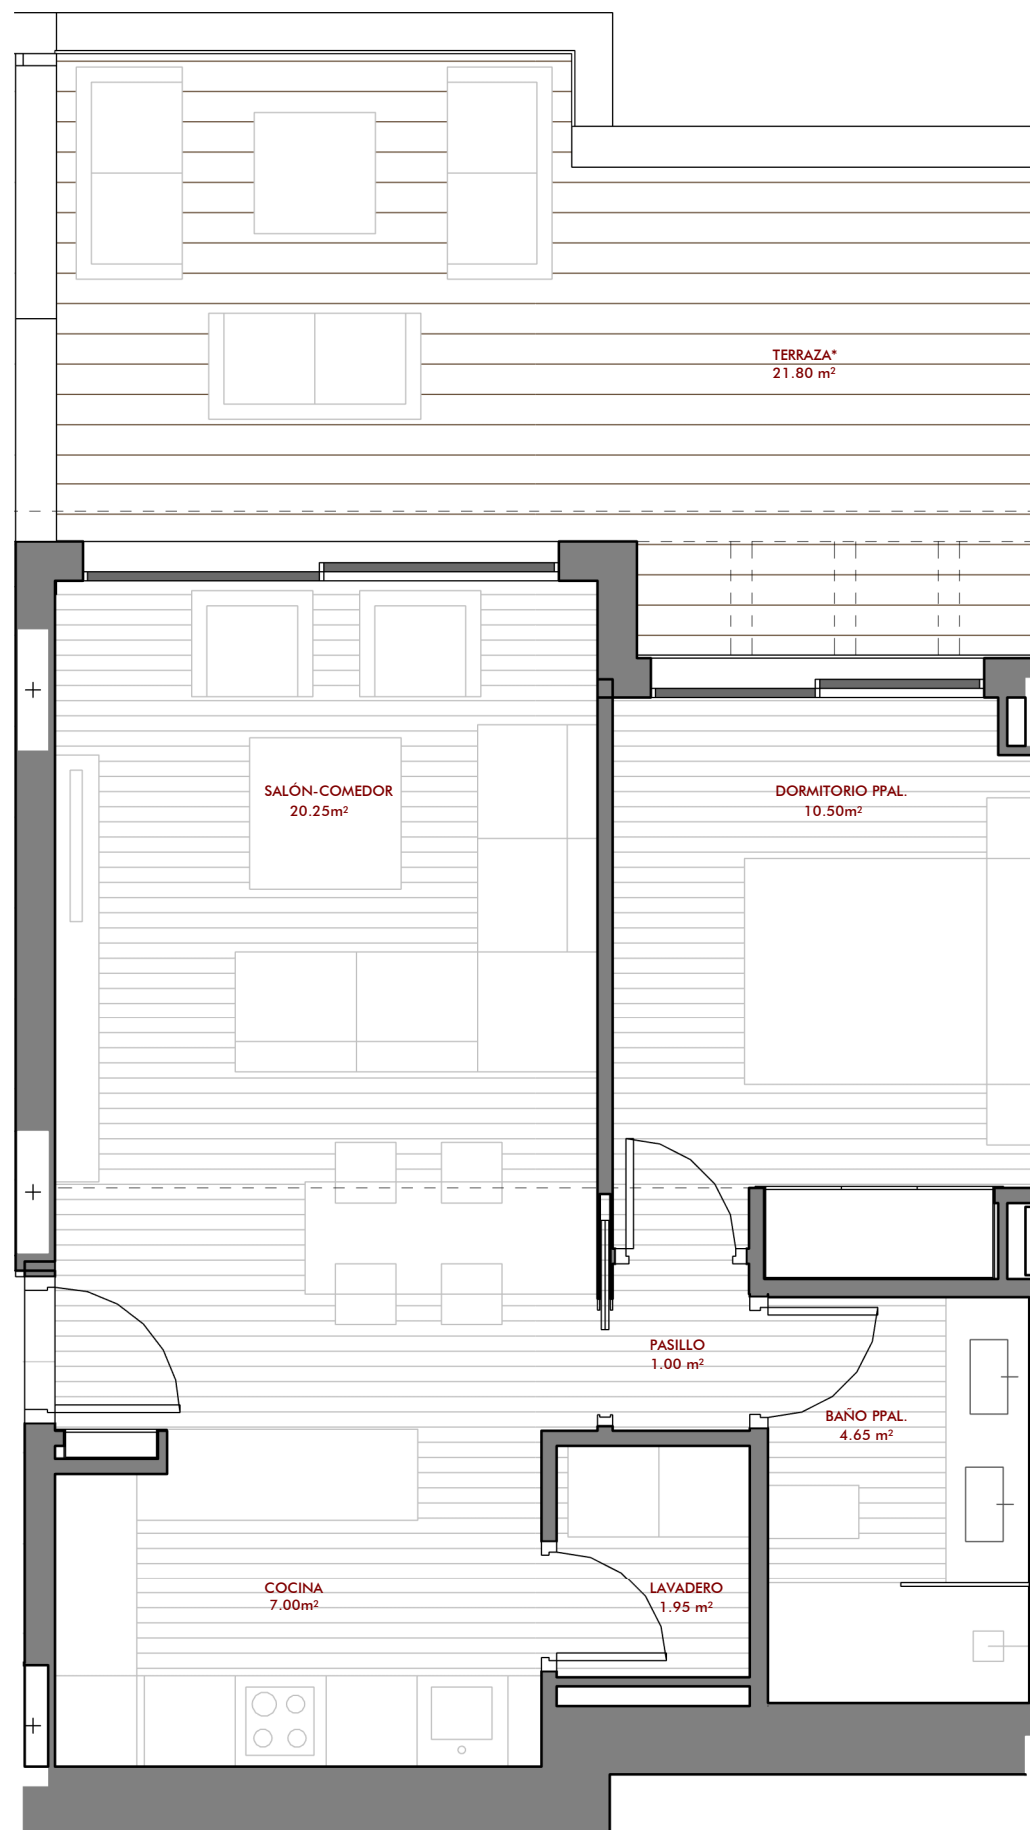 TERRAZA*
21.80 m²
SALÓN-COMEDOR
20.25m²
DORMITORIO PPAL.
10.50m²
PASILLO
1.00 m²
BAÑO PPAL.
4.65 m²
COCINA
7.00m²
LAVADERO
1.95 m²